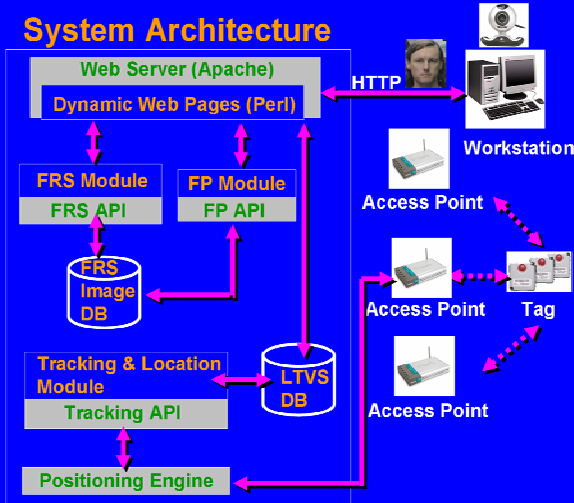 System Architecture
Web Server (Apache)
Dynamic Web Pages (Perl)
HTTP
Workstation
FRS Module
FRS API
FP Module
FP API
Access Point
FRS
Image
DB
Access Point
Tag
Tracking & Location
Module
Tracking API
LTVS
DB
Access Point
Positioning Engine